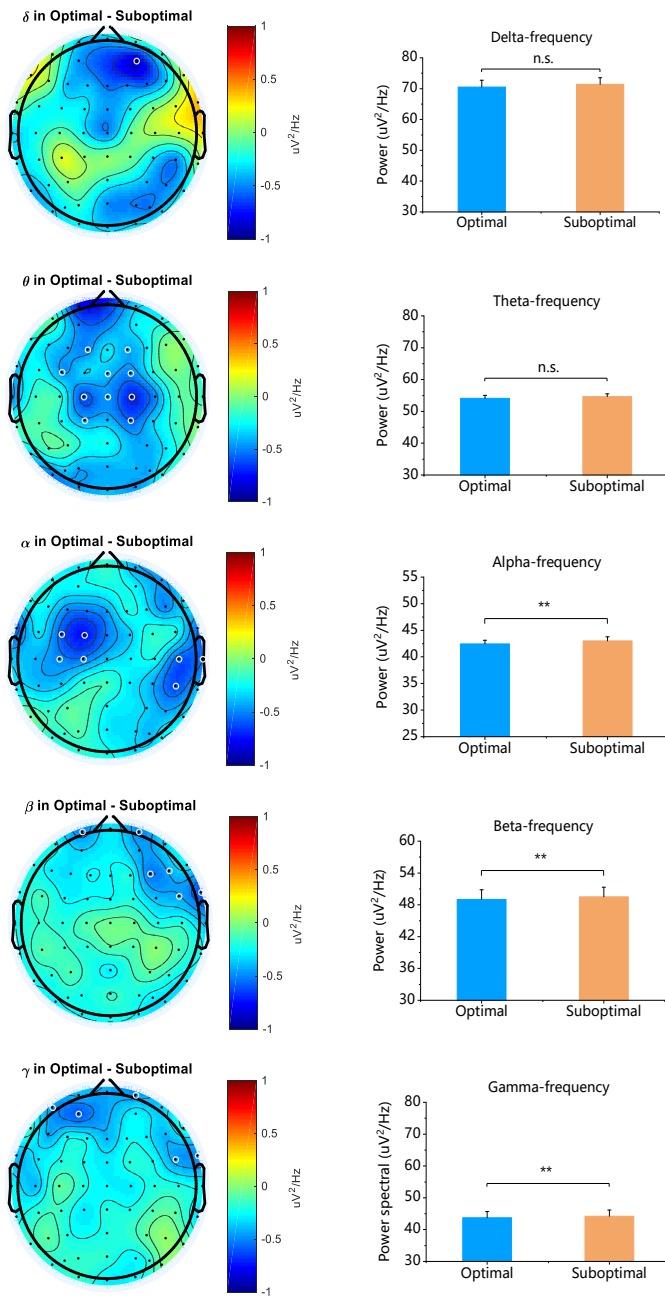 δ in Optimal - Suboptimal
1
0.5
0
-0.5
-1
uV²/Hz
Delta-frequency
n.s.
Power (uV²/Hz)
80
70
60
50
40
30
Optimal
Suboptimal
θ in Optimal - Suboptimal
1
0.5
0
-0.5
-1
uV²/Hz
Theta-frequency
n.s.
Power (uV²/Hz)
80
70
60
50
40
30
Optimal
Suboptimal
α in Optimal - Suboptimal
1
0.5
0
-0.5
-1
uV²/Hz
Alpha-frequency
**
Power (uV²/Hz)
55
50
45
40
35
30
25
Optimal
Suboptimal
β in Optimal - Suboptimal
1
0.5
0
-0.5
-1
uV²/Hz
Beta-frequency
**
Power (uV²/Hz)
60
54
48
42
36
30
Optimal
Suboptimal
γ in Optimal - Suboptimal
1
0.5
0
-0.5
-1
uV²/Hz
Gamma-frequency
**
Power spectral (uV²/Hz)
80
70
60
50
40
30
Optimal
Suboptimal